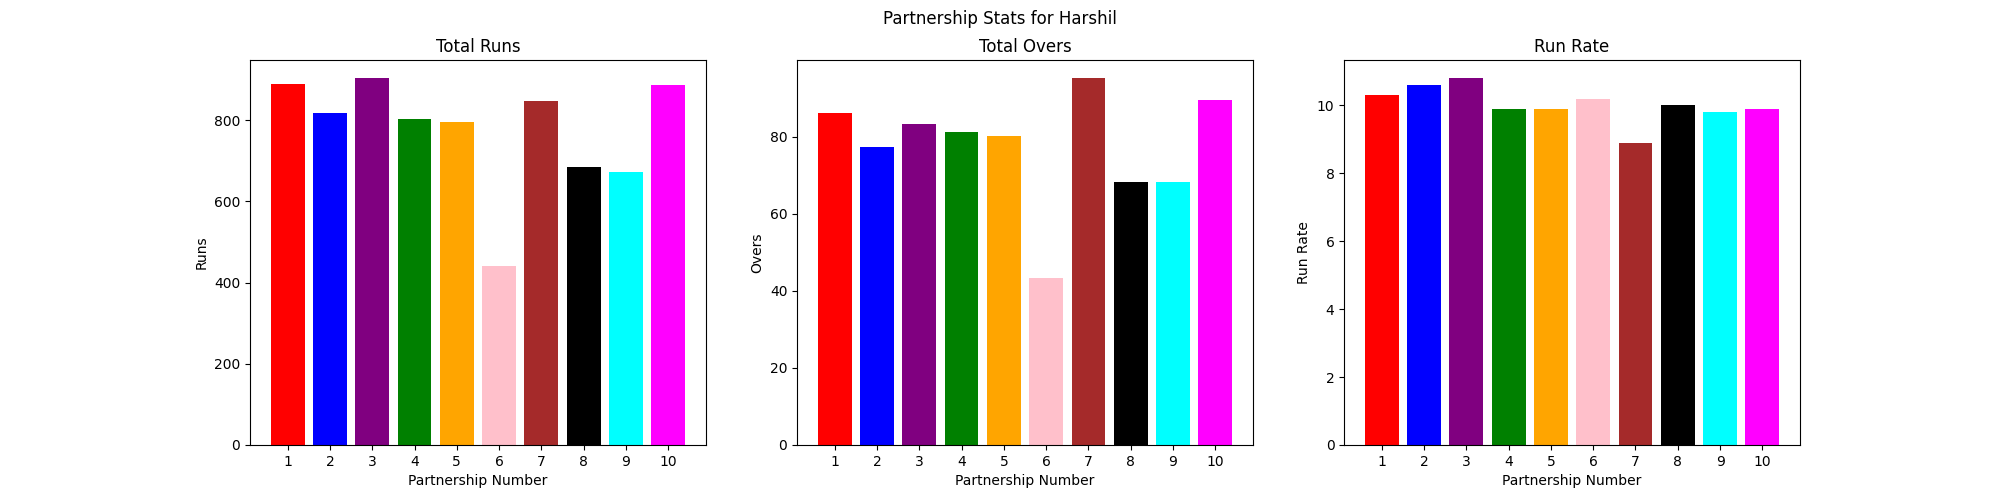 Partnership Stats for Harshil
Total Runs
Runs
800
600
400
200
0
1 2 3 4 5 6 7 8 9 10
Partnership Number
Total Overs
Overs
80
60
40
20
0
1 2 3 4 5 6 7 8 9 10
Partnership Number
Run Rate
Run Rate
10
8
6
4
2
0
1 2 3 4 5 6 7 8 9 10
Partnership Number